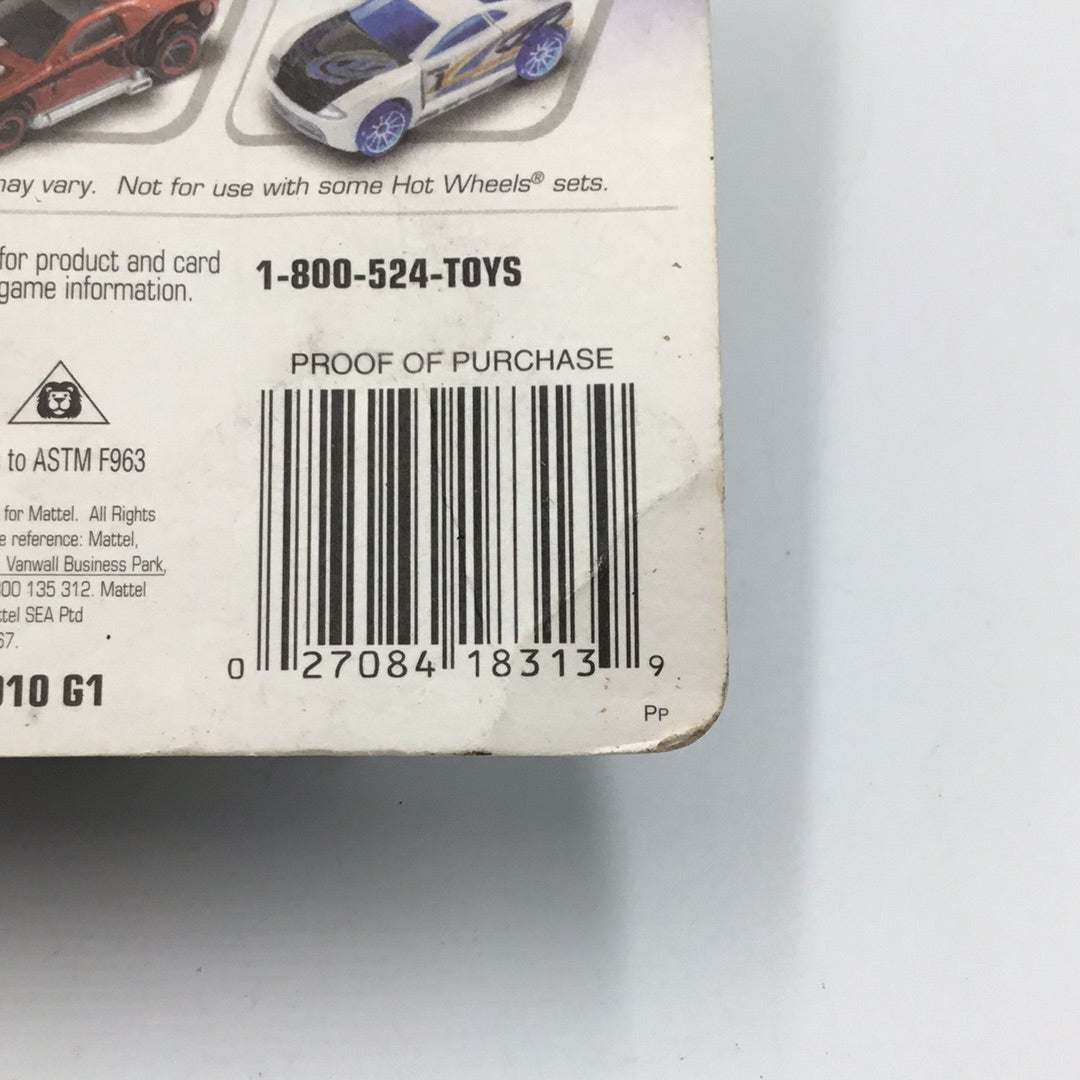 may vary. Not for use with some Hot Wheels® sets.
for product and card
game information.
1-800-524-TOYS
PROOF OF PURCHASE
to ASTM F963
for Mattel. All Rights
reference: Mattel,
Vanwall Business Park,
00 135 312. Mattel
ttel SEA Ptd
67.
010 G1
0 27084 18313 9
PP